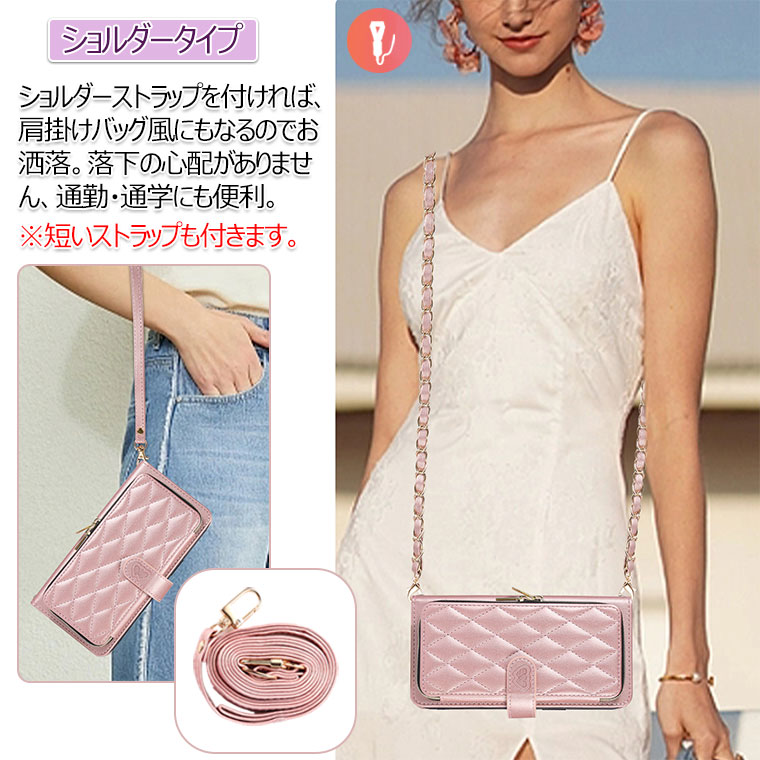 ショルダータイプ
ショルダーストラップを付ければ、
肩掛けバッグ風にもなるのでお
洒落。落下の心配がありませ
ん、通勤・通学にも便利。
※短いストラップも付きます。